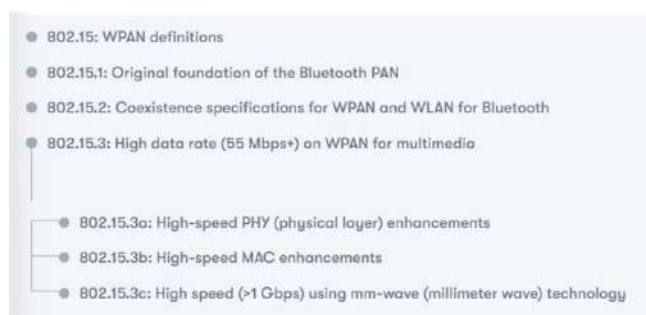 802.15: WPAN definitions
802.15.1: Original foundation of the Bluetooth PAN
802.15.2: Coexistence specifications for WPAN and WLAN for Bluetooth
802.15.3: High data rate (55 Mbps+) on WPAN for multimedia
802.15.3a: High-speed PHY (physical layer) enhancements
802.15.3b: High-speed MAC enhancements
802.15.3c: High speed (>1 Gbps) using mm-wave (millimeter wave) technology